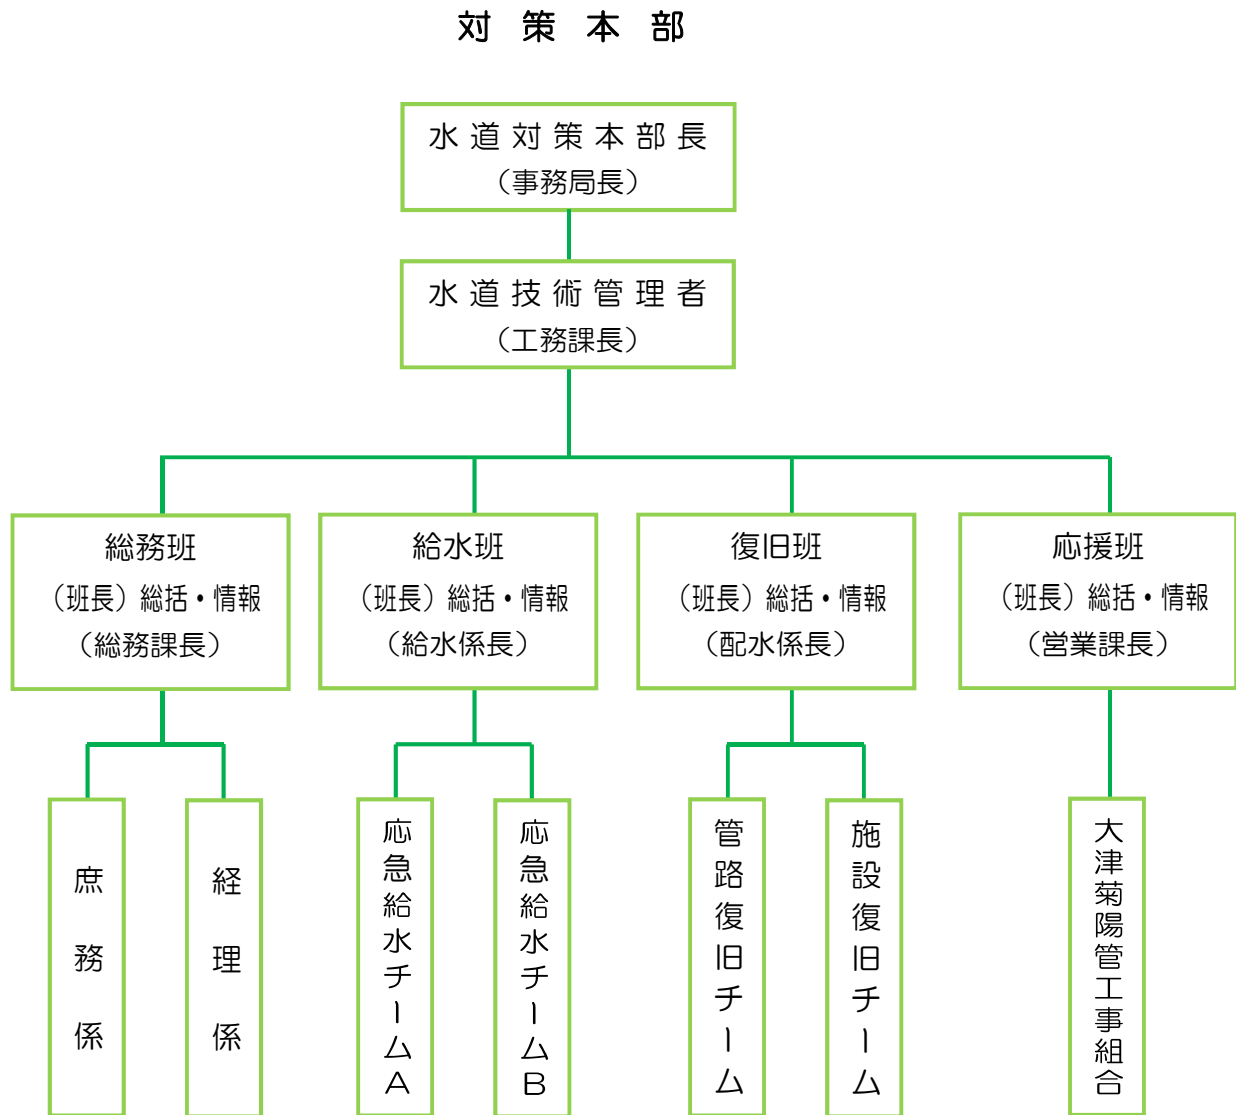 対策本部
水道対策本部長
（事務局長）
水道技術管理者
（工務課長）
総務班
（班長）総括・情報
（総務課長）
給水班
（班長）総括・情報
（給水係長）
復旧班
（班長）総括・情報
（配水係長）
応援班
（班長）総括・情報
（営業課長）
庶務係
経理係
応急給水チームA
応急給水チームB
管路復旧チーム
施設復旧チーム
大津菊陽管工事組合